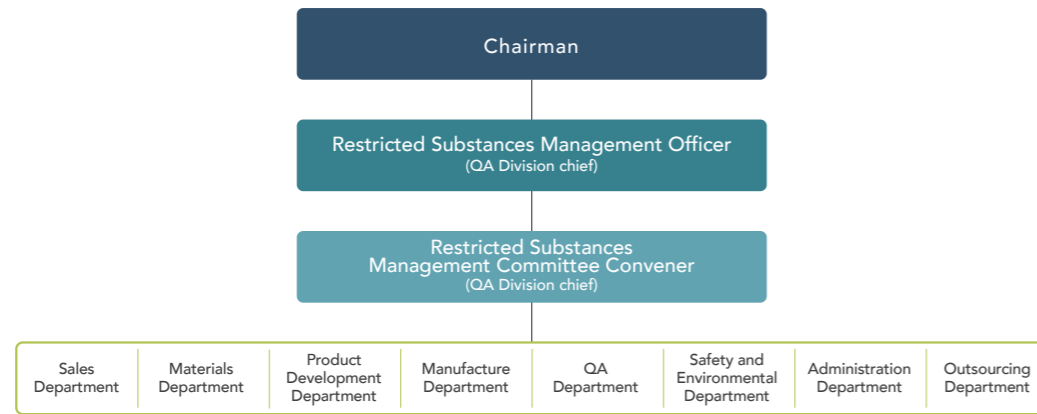 Chairman
Restricted Substances Management Officer
(QA Division chief)
Restricted Substances
Management Committee Convener
(QA Division chief)
Sales
Department
Materials
Department
Product
Development
Department
Manufacture
Department
QA
Department
Safety and
Environmental
Department
Administration
Department
Outsourcing
Department